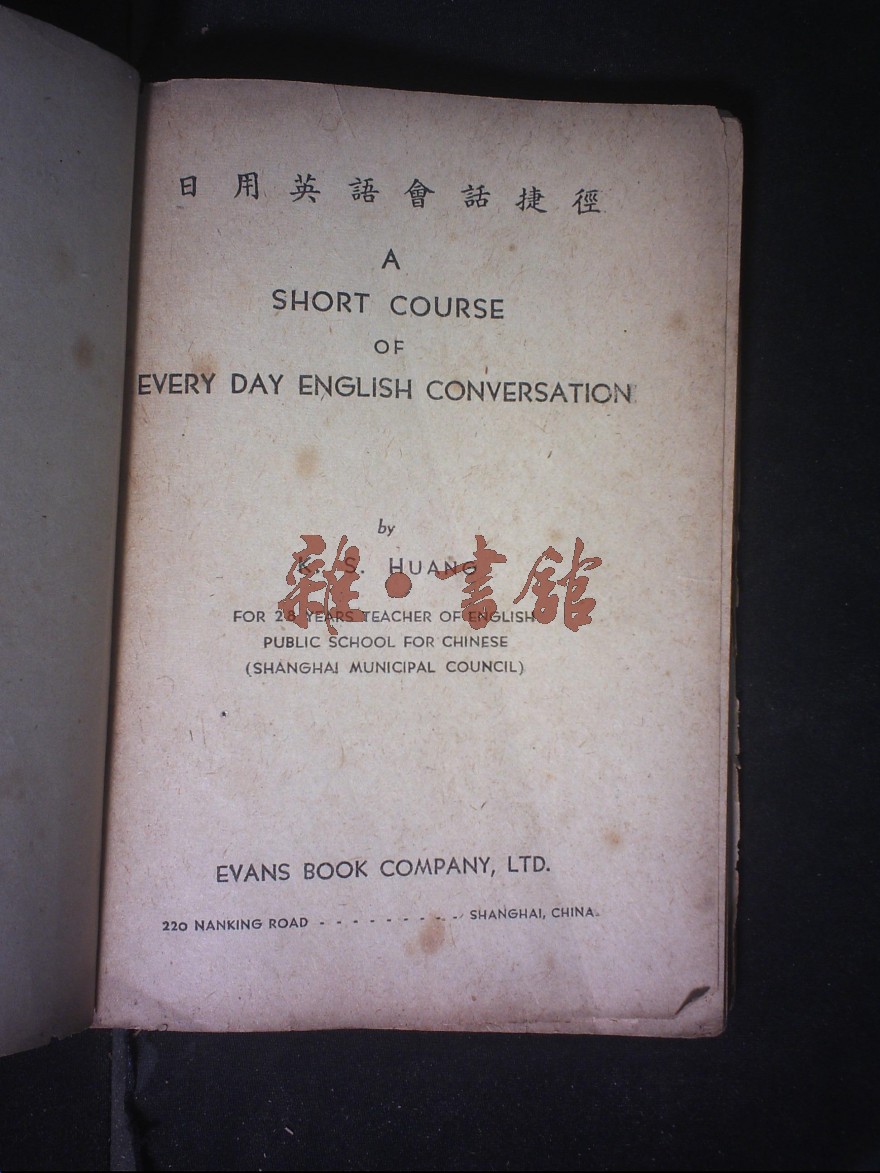 日用英語會話捷徑
A
SHORT COURSE
OF
EVERY DAY ENGLISH CONVERSATION
by
K. S. HUANG
雜·書館
FOR 28 YEARS TEACHER OF ENGLISH
PUBLIC SCHOOL FOR CHINESE
(SHANGHAI MUNICIPAL COUNCIL)
EVANS BOOK COMPANY, LTD.
220 NANKING ROAD - - - - - - - - - SHANGHAI, CHINA.